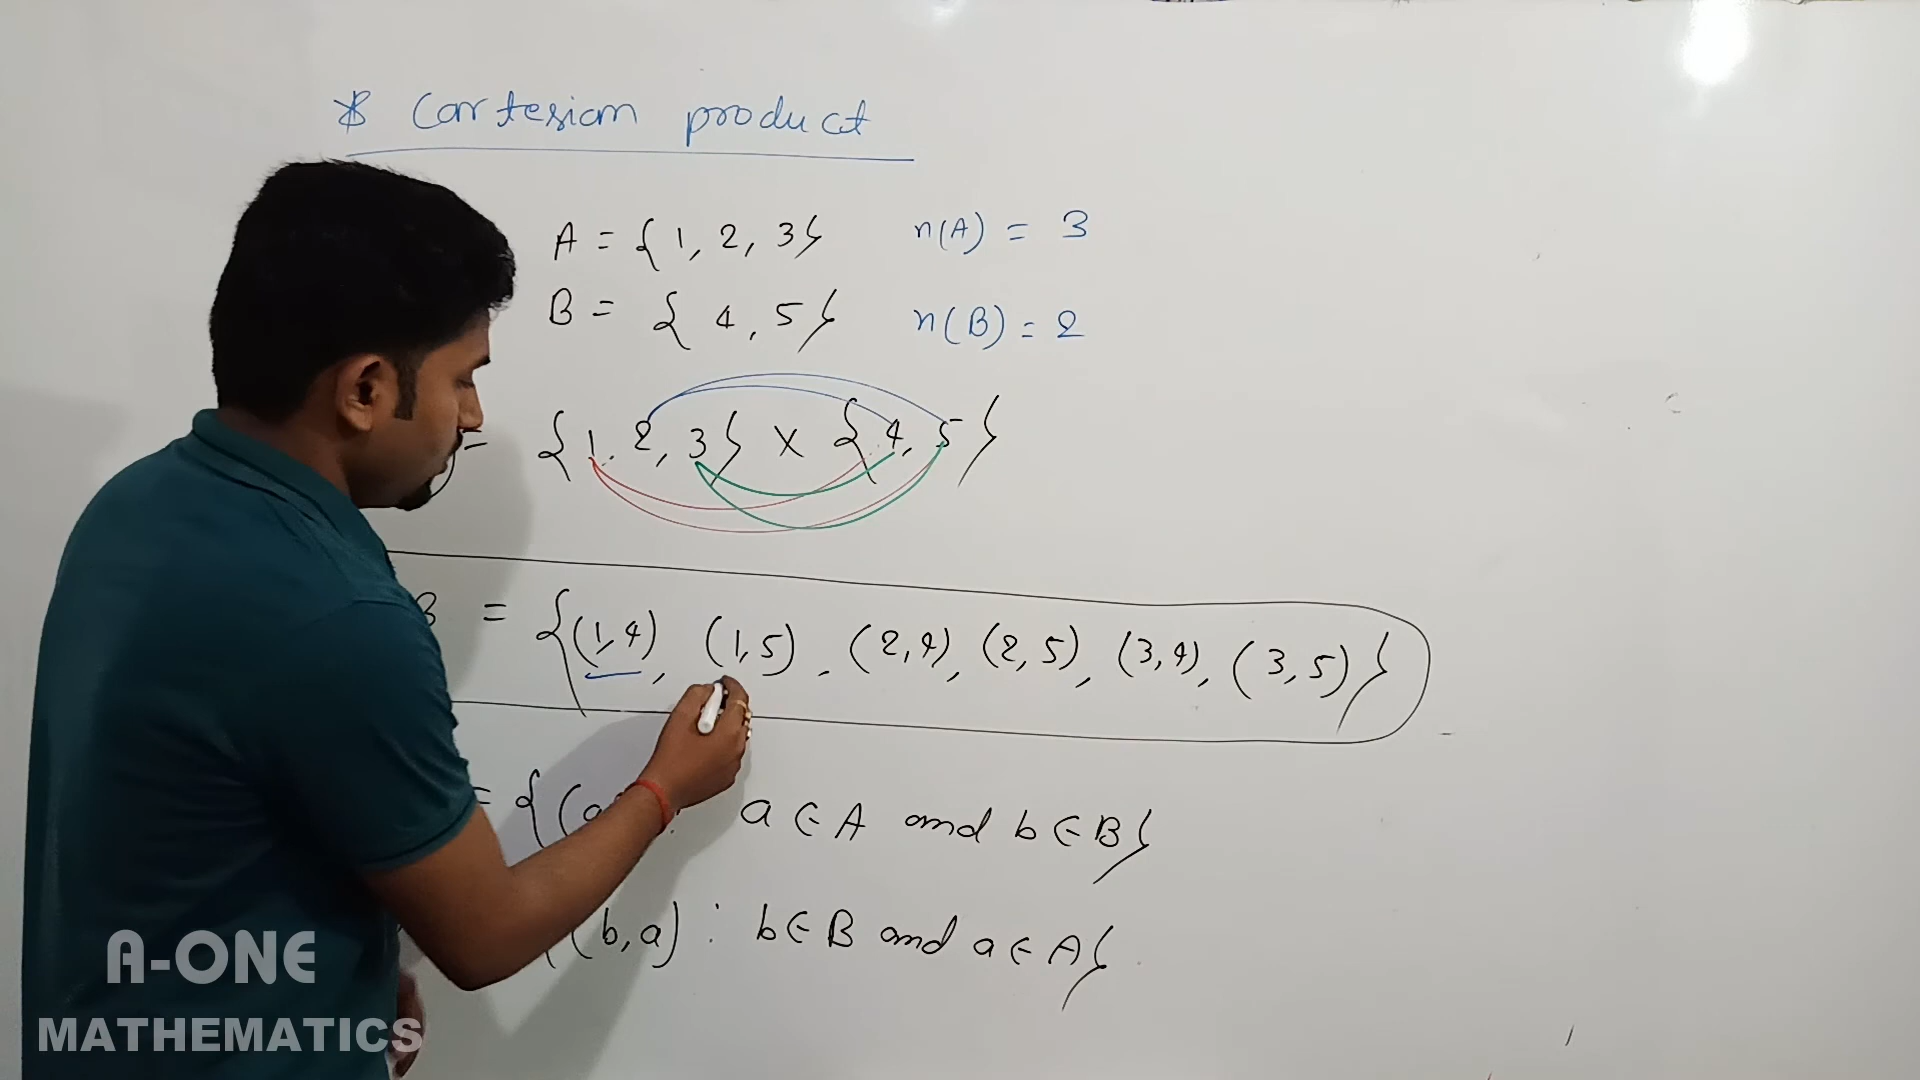 * Cartesian product
A = {1, 2, 3} n(A) = 3
B = { 4, 5} n(B) = 2
= {1, 2, 3} X {4, 5}
B = {(1,4), (1,5), (2,4), (2,5), (3,4), (3,5)}
= {(a a ∈ A and b ∈ B}
(b,a) : b ∈ B and a ∈ A}
A-ONE
MATHEMATICS